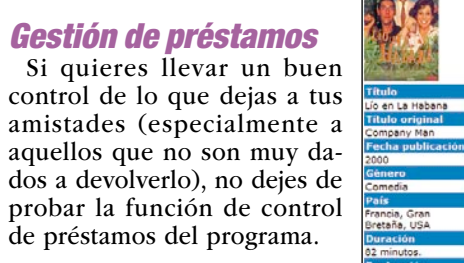 Gestión de préstamos
Si quieres llevar un buen
control de lo que dejas a tus
amistades (especialmente a
aquellos que no son muy da-
dos a devolverlo), no dejes de
probar la función de control
de préstamos del programa.
Título
Lío en La Habana
Título original
Company Man
Fecha publicación
2000
Género
Comedia
País
Francia, Gran
Bretaña, USA
Duración
82 minutos.